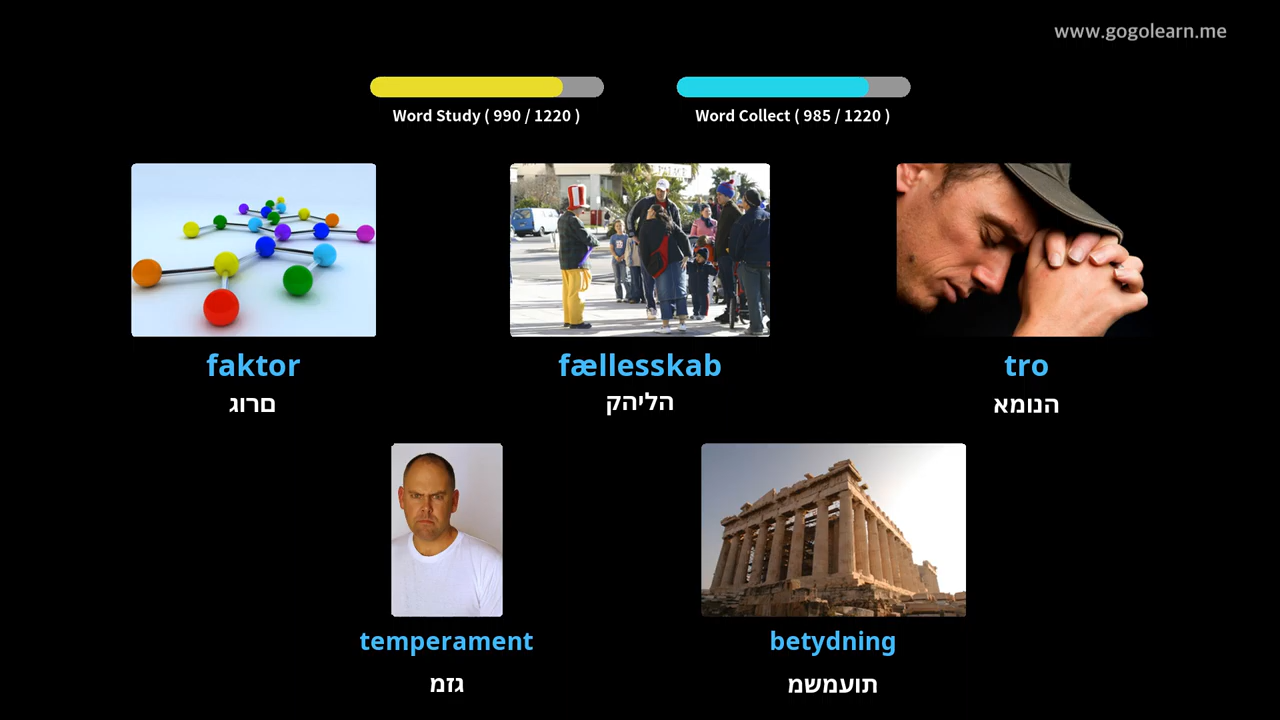 www.gogolearn.me
Word Study ( 990 / 1220 )
Word Collect ( 985 / 1220 )
faktor
םרוג
fællesskab
הליהק
tro
הנומא
temperament
גזמ
betydning
תועמשמ